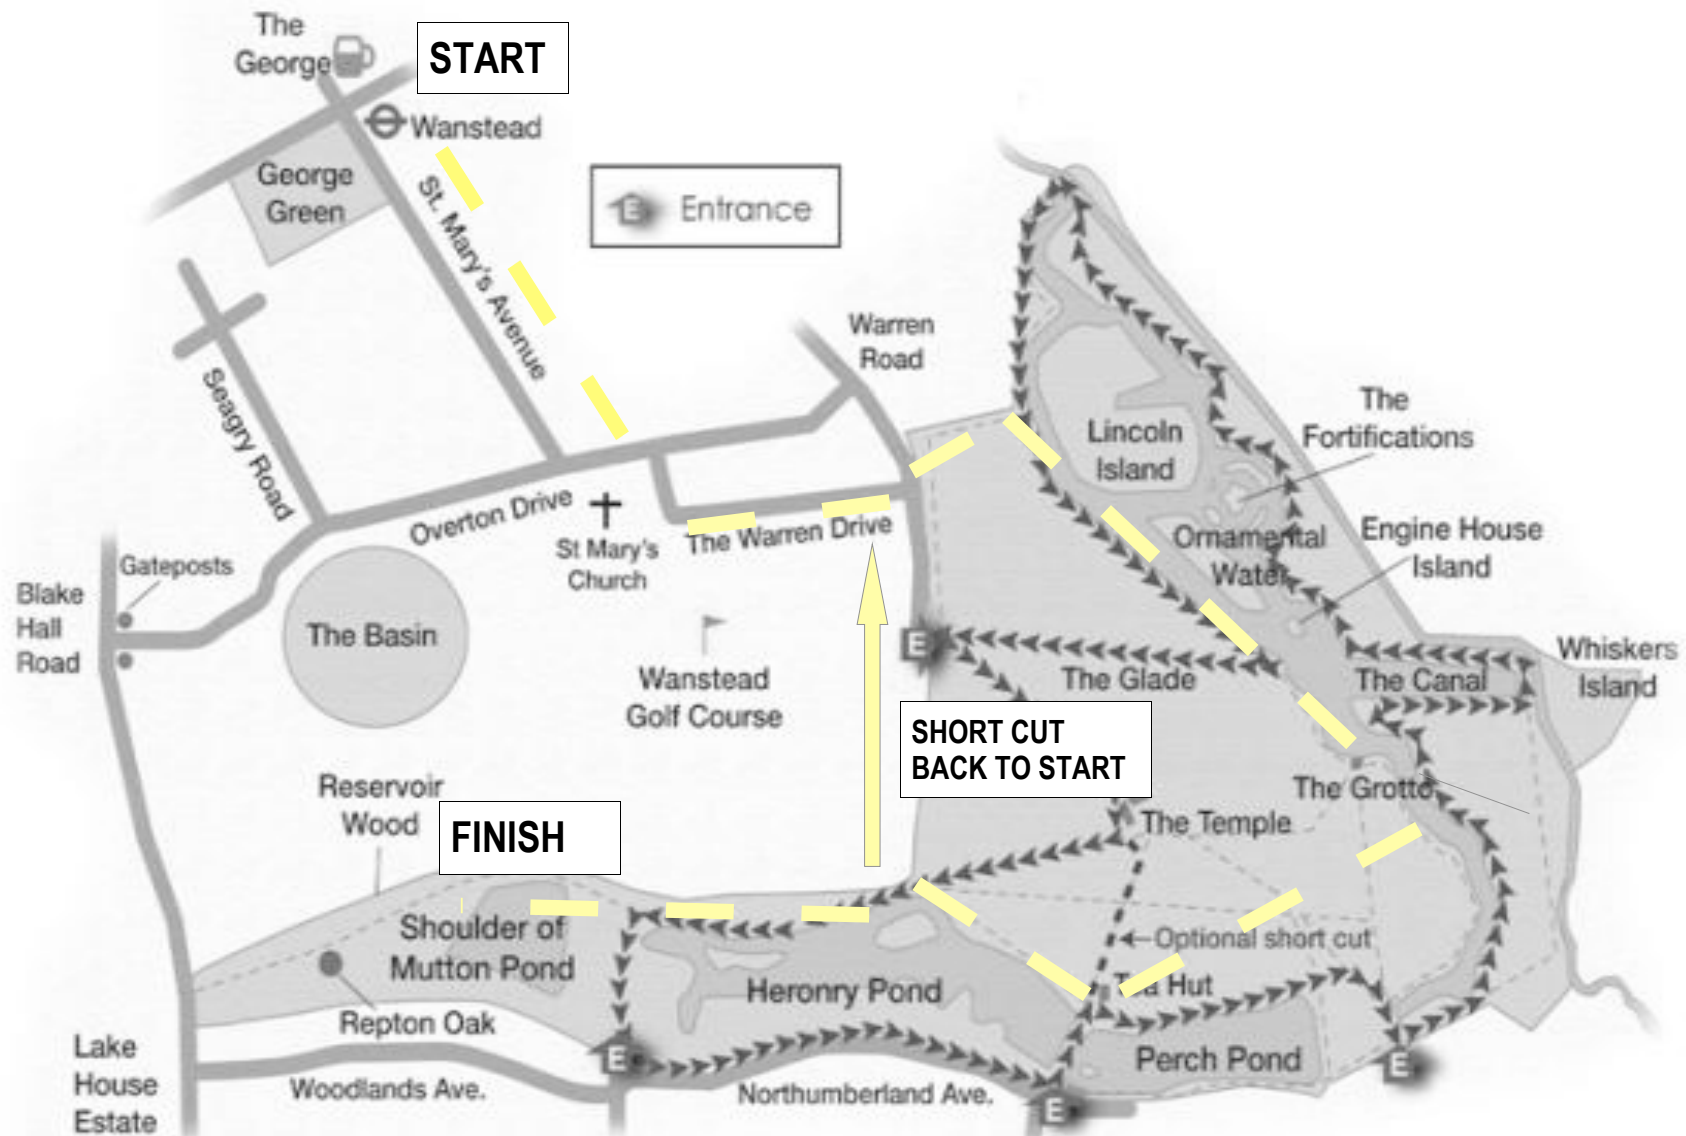 The
George
START
Wanstead
George
Green
St. Mary's Avenue
E Entrance
Warren
Road
Seagry Road
The
Fortifications
Lincoln
Island
Overton Drive
St Mary's
Church
The Warren Drive
Ornamental
Water
Engine House
Island
Gateposts
Blake
Hall
Road
The Basin
E
Wanstead
Golf Course
The Glade
The Canal
Whiskers
Island
SHORT CUT
BACK TO START
Reservoir
Wood
The Grotto
FINISH
The Temple
Shoulder of
Mutton Pond
Optional short cut
Heronry Pond
Hut
Repton Oak
Lake
House
Estate
E
Perch Pond
E
Woodlands Ave.
Northumberland Ave.
E